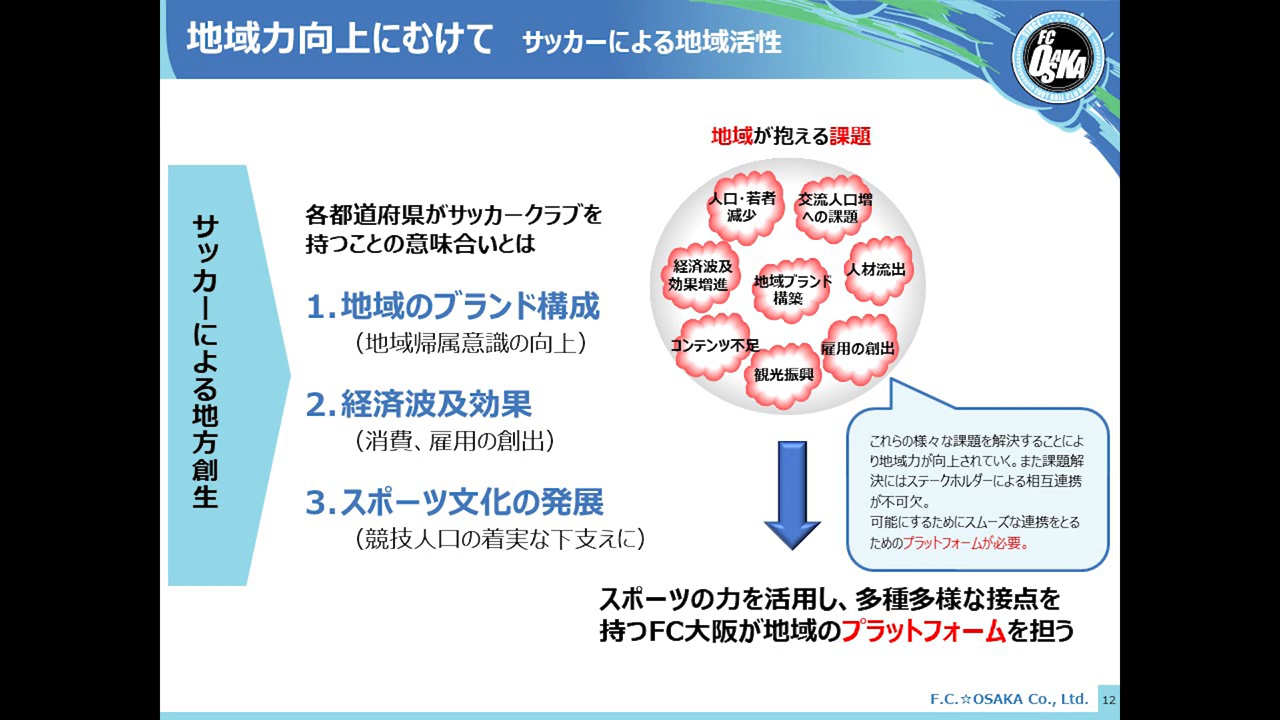 地域力向上にむけて サッカーによる地域活性
FC
OSAKA
サッカーによる地方創生
各都道府県がサッカークラブを
持つことの意味合いとは
1.地域のブランド構成
（地域帰属意識の向上）
2.経済波及効果
（消費、雇用の創出）
3.スポーツ文化の発展
（競技人口の着実な下支えに）
地域が抱える課題
人口・若者
減少
交流人口増
への課題
経済波及
効果増進
地域ブランド
構築
人材流出
コンテンツ不足
観光振興
雇用の創出
これらの様々な課題を解決することによ
り地域力が向上されていく。また課題解
決にはステークホルダーによる相互連携
が不可欠。
可能にするためにスムーズな連携をとる
ためのプラットフォームが必要。
スポーツの力を活用し、多種多様な接点を
持つFC大阪が地域のプラットフォームを担う
F.C.☆OSAKA Co., Ltd.
12